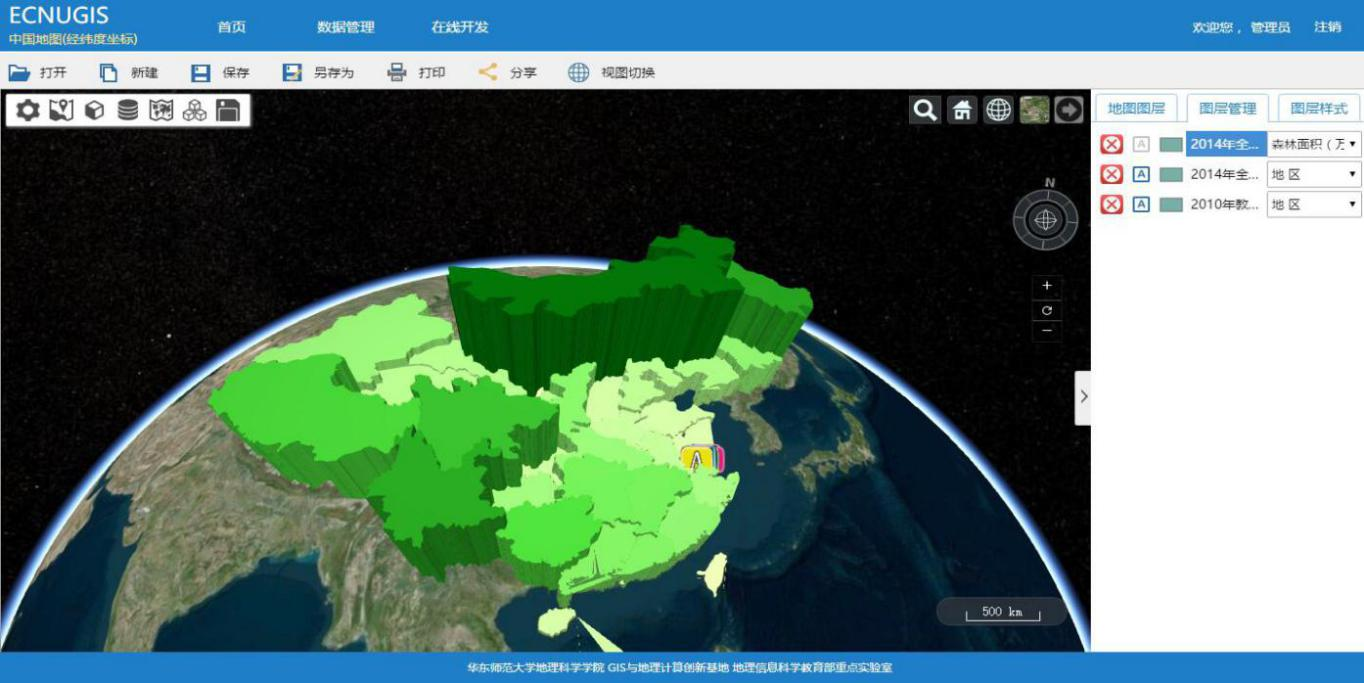 ECNUGIS
中国地图(经纬度坐标)
首页 数据管理 在线开发 欢迎您，管理员 注销
打开 新建 保存 另存为 打印 分享 视图切换
地图图层 图层管理 图层样式
A 2014年全... 森林面积（万
A 2014年全... 地 区
A 2010年数... 地 区
N
+
−
A
500 km
华东师范大学地理科学学院 GIS与地理计算创新基地 地理信息科学教育部重点实验室